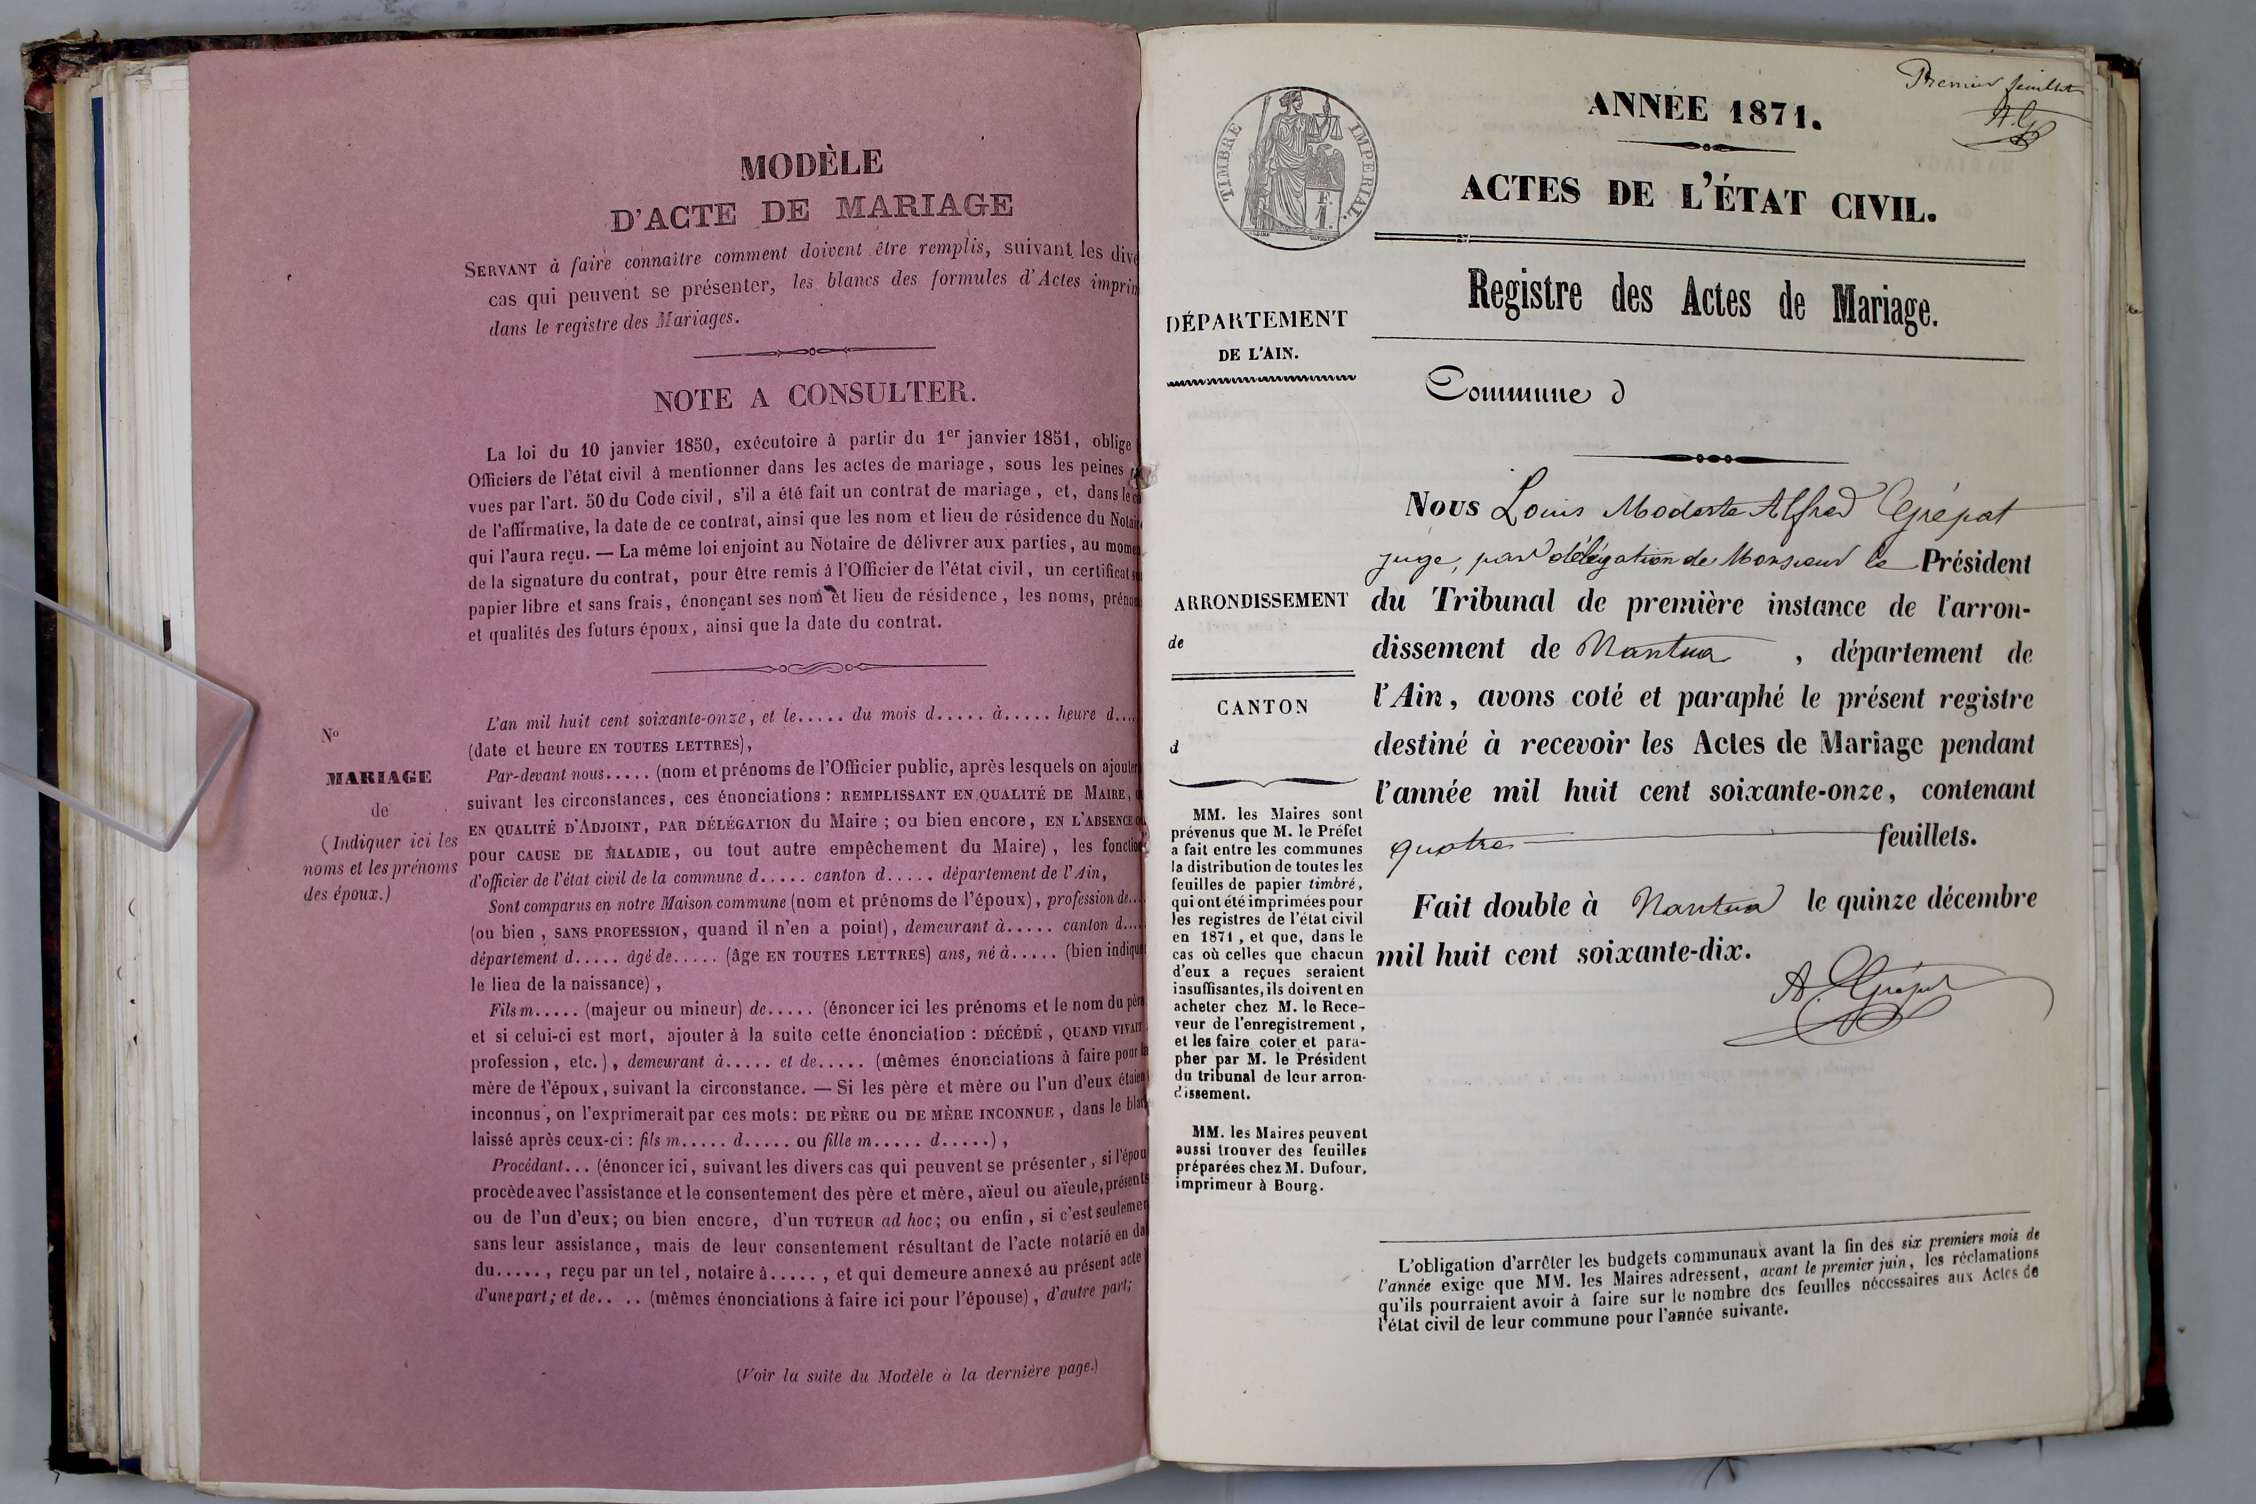 MODÈLE
D'ACTE DE MARIAGE
SERVANT à faire connaître comment doivent être remplis, suivant les
cas qui peuvent se présenter, les blancs des formules d'Actes
dans le registre des Mariages.
NOTE A CONSULTER.
La loi du 10 janvier 1850, exécutoire à partir du 1er janvier 1851, oblige
Officiers de l'état civil à mentionner dans les actes de mariage, sous les peines
vues par l'art. 50 du Code civil, s'il a été fait un contrat de mariage, et, dans le
de l'affirmative, la date de ce contrat, ainsi que les nom et lieu de résidence du
qui l'aura reçu. — La même loi enjoint au Notaire de délivrer aux parties, au
de la signature du contrat, pour être remis à l'Officier de l'état civil, un certificat
papier libre et sans frais, énonçant ses nom et lieu de résidence, les noms,
et qualités des futurs époux, ainsi que la date du contrat.
No
MARIAGE
de
(Indiquer ici les
noms et les prénoms
des époux.)
L'an mil huit cent soixante-onze, et le..... du mois d..... à..... heure d....
(date et heure EN TOUTES LETTRES),
Par-devant nous..... (nom et prénoms de l'Officier public, après lesquels on
suivant les circonstances, ces énonciations : REMPLISSANT EN QUALITÉ DE MAIRE,
EN QUALITÉ D'ADJOINT, PAR DÉLÉGATION du Maire ; ou bien encore, EN L'ABSENCE
pour CAUSE DE MALADIE, ou tout autre empêchement du Maire), les
d'officier de l'état civil de la commune d..... canton d..... département de l'Ain,
Sont comparus en notre Maison commune (nom et prénoms de l'époux), profession de...
(ou bien, SANS PROFESSION, quand il n'en a point), demeurant à..... canton d....
département d..... âgé de..... (âge EN TOUTES LETTRES) ans, né à..... (bien
le lieu de la naissance),
Fils m..... (majeur ou mineur) de..... (énoncer ici les prénoms et le nom du père
et si celui-ci est mort, ajouter à la suite cette énonciation : DÉCÉDÉ, QUAND VIVAIT
profession, etc.), demeurant à..... et de..... (mêmes énonciations à faire pour la
mère de l'époux, suivant la circonstance. — Si les père et mère ou l'un d'eux
inconnus, on l'exprimerait par ces mots : DE PÈRE OU DE MÈRE INCONNUE, dans le
laissé après ceux-ci : fils m..... d..... ou fille m..... d.....),
Procédant... (énoncer ici, suivant les divers cas qui peuvent se présenter, si
procède avec l'assistance et le consentement des père et mère, aïeul ou aïeule, présents
ou de l'un d'eux; ou bien encore, d'un TUTEUR ad hoc; ou enfin, si c'est
sans leur assistance, mais de leur consentement résultant de l'acte notarié en
du....., reçu par un tel, notaire à....., et qui demeure annexé au présent acte
d'une part; et de.. .. (mêmes énonciations à faire ici pour l'épouse), d'autre part;
(Voir la suite du Modèle à la dernière page.)
Premier feuillet
A.G
TIMBRE IMPÉRIAL.
1 F.
ANNÉE 1871.
ACTES DE L'ÉTAT CIVIL.
Registre des Actes de Mariage.
DÉPARTEMENT
DE L'AIN.
Commune d
Nous Louis Modeste Alfred Grépat
juge, par délégation de Monsieur le Président
du Tribunal de première instance de l'arron-
dissement de Nantua, département de
l'Ain, avons coté et paraphé le présent registre
destiné à recevoir les Actes de Mariage pendant
l'année mil huit cent soixante-onze, contenant
quatre feuillets.
Fait double à Nantua le quinze décembre
mil huit cent soixante-dix.
A. Grépat
ARRONDISSEMENT
de
CANTON
d
MM. les Maires sont
prévenus que M. le Préfet
a fait entre les communes
la distribution de toutes les
feuilles de papier timbré,
qui ont été imprimées pour
les registres de l'état civil
en 1871, et que, dans le
cas où celles que chacun
d'eux a reçues seraient
insuffisantes, ils doivent en
acheter chez M. le Rece-
veur de l'enregistrement,
et les faire coter et para-
pher par M. le Président
du tribunal de leur arron-
dissement.
MM. les Maires peuvent
aussi trouver des feuilles
préparées chez M. Dufour,
imprimeur à Bourg.
L'obligation d'arrêter les budgets communaux avant la fin des six premiers mois de
l'année exige que MM. les Maires adressent, avant le premier juin, les réclamations
qu'ils pourraient avoir à faire sur le nombre des feuilles nécessaires aux Actes de
l'état civil de leur commune pour l'année suivante.